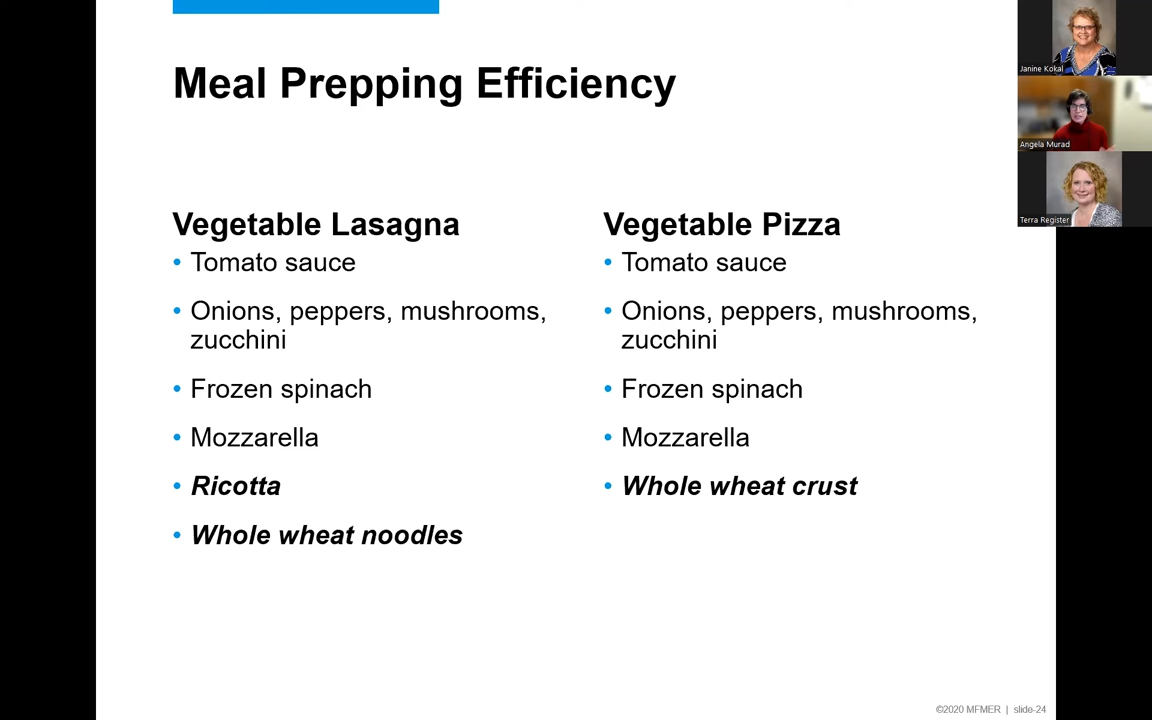 Meal Prepping Efficiency
Vegetable Lasagna
• Tomato sauce
• Onions, peppers, mushrooms,
zucchini
• Frozen spinach
• Mozzarella
• Ricotta
• Whole wheat noodles
Vegetable Pizza
• Tomato sauce
• Onions, peppers, mushrooms,
zucchini
• Frozen spinach
• Mozzarella
• Whole wheat crust
Janine Kokal
Angela Murad
Terra Register
©2020 MFMER | slide-24